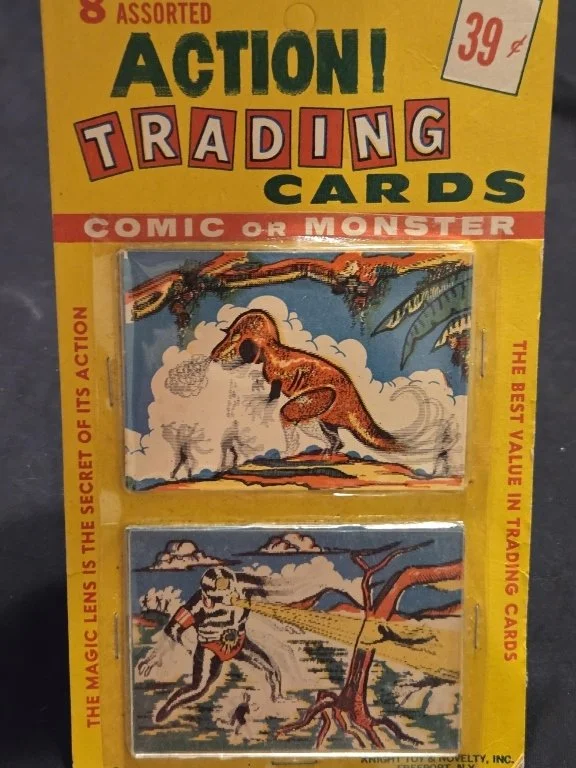 8 ASSORTED
39¢
ACTION!
TRADING
CARDS
COMIC OR MONSTER
THE MAGIC LENS IS THE SECRET OF ITS ACTION
THE BEST VALUE IN TRADING CARDS
KNIGHT TOY & NOVELTY, INC.
FREEPORT, N.Y.